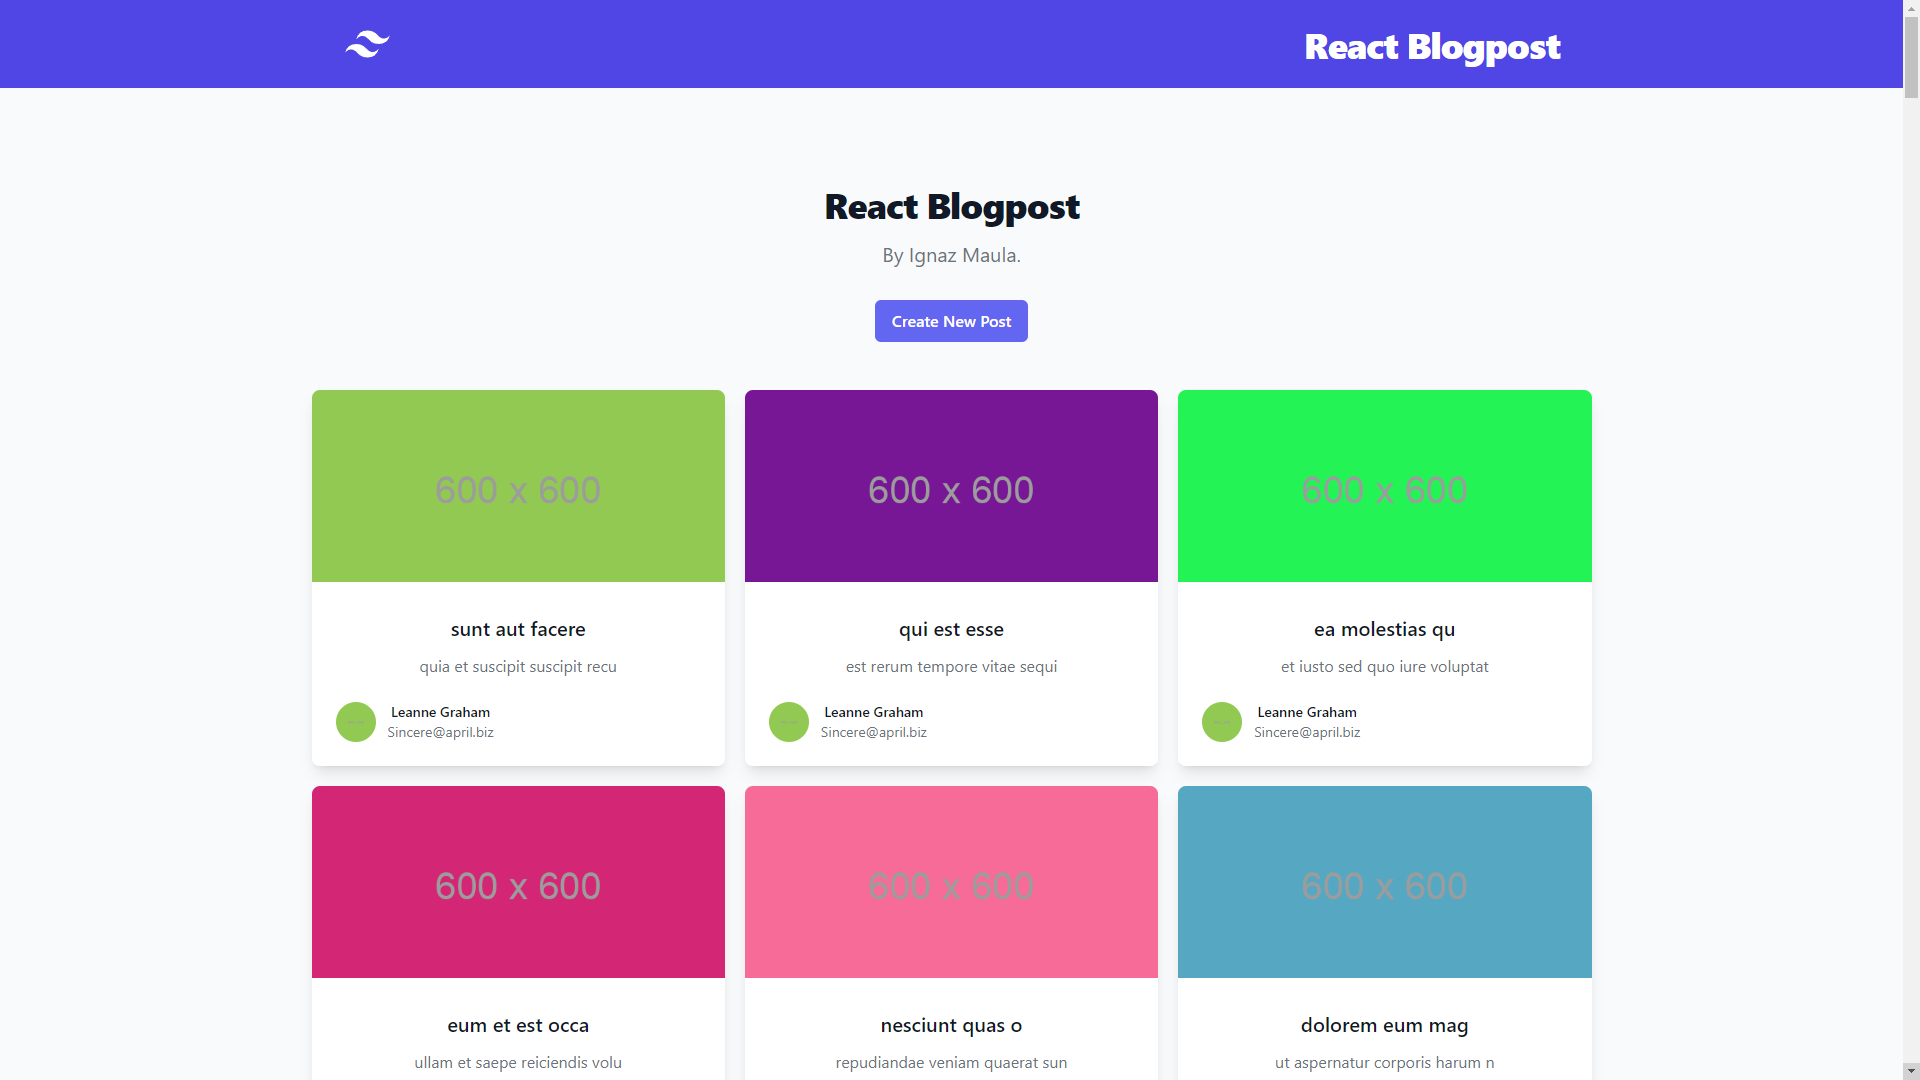 React Blogpost
React Blogpost
By Ignaz Maula.
Create New Post
600 x 600
600 x 600
600 x 600
sunt aut facere
quia et suscipit suscipit recu
Leanne Graham
Sincere@april.biz
qui est esse
est rerum tempore vitae sequi
Leanne Graham
Sincere@april.biz
ea molestias qu
et iusto sed quo iure voluptat
Leanne Graham
Sincere@april.biz
600 x 600
600 x 600
600 x 600
eum et est occa
ullam et saepe reiciendis volu
nesciunt quas o
repudiandae veniam quaerat sun
dolorem eum mag
ut aspernatur corporis harum n